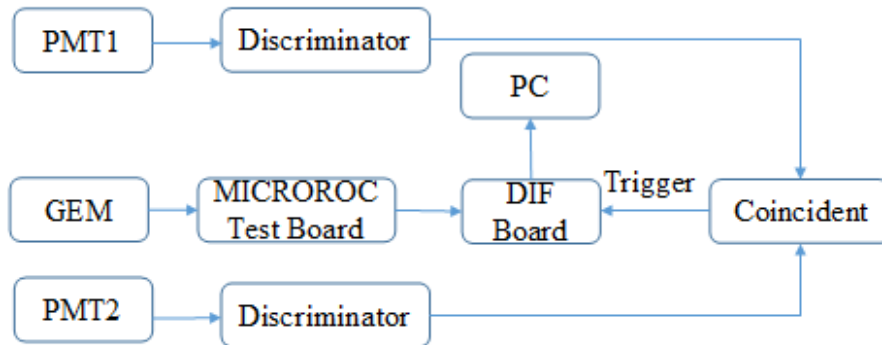 PMT1
Discriminator
PC
GEM
MICROROC
Test Board
DIF
Board
Trigger
Coincident
PMT2
Discriminator